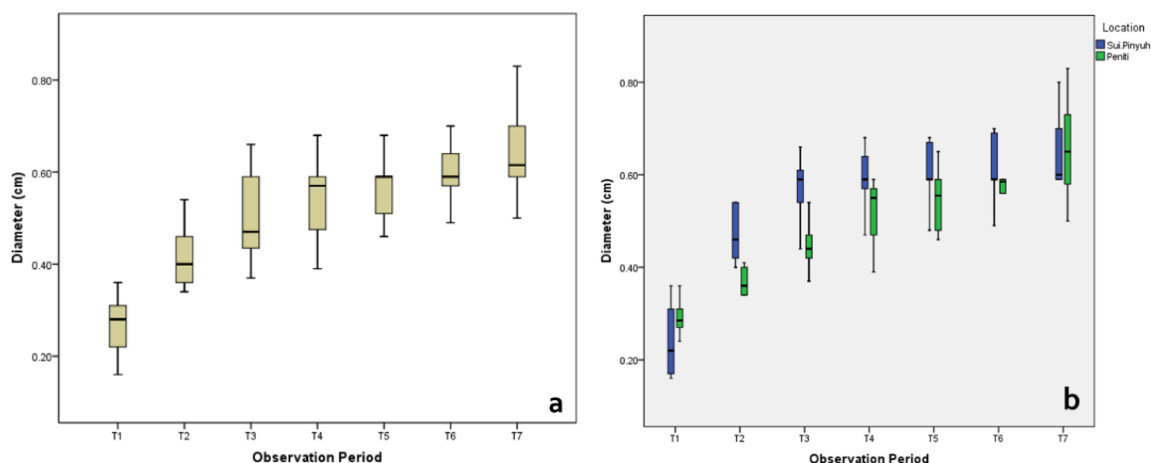 0.80
0.60
0.40
0.20
Diameter (cm)
T1 T2 T3 T4 T5 T6 T7
Observation Period
a
Location
Sui.Pinyuh
Peniti
0.80
0.60
0.40
0.20
Diameter (cm)
T1 T2 T3 T4 T5 T6 T7
Observation Period
b